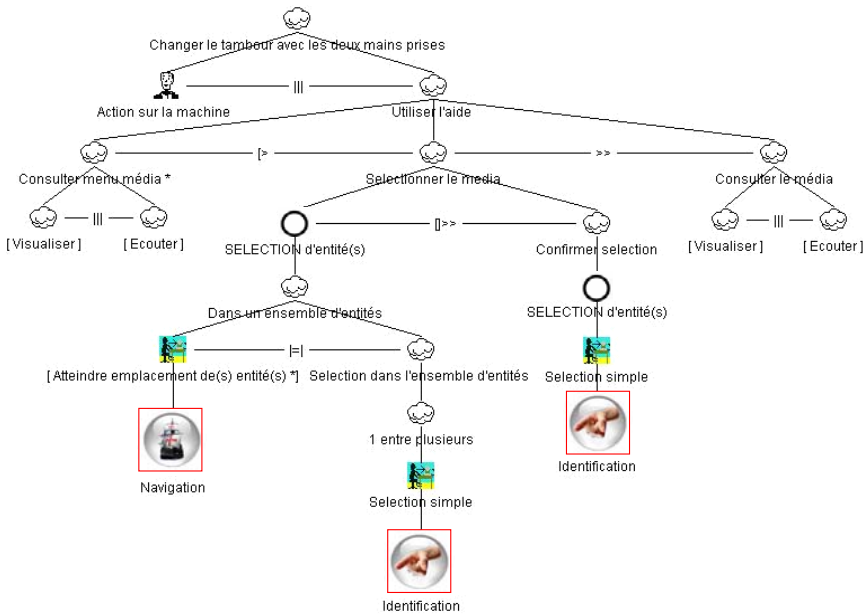 Changer le tambour avec les deux mains prises
|||
Action sur la machine
Utiliser l'aide
[>
>>
Consulter menu média *
Selectionner le media
Consulter le média
|||
[]>>
|||
[ Visualiser ]
[ Ecouter ]
SELECTION d'entité(s)
Confirmer selection
[ Visualiser ]
[ Ecouter ]
Dans un ensemble d'entités
SELECTION d'entité(s)
|=|
[ Atteindre emplacement de(s) entité(s) *]
Selection dans l'ensemble d'entités
Selection simple
1 entre plusieurs
Identification
Navigation
Selection simple
Identification